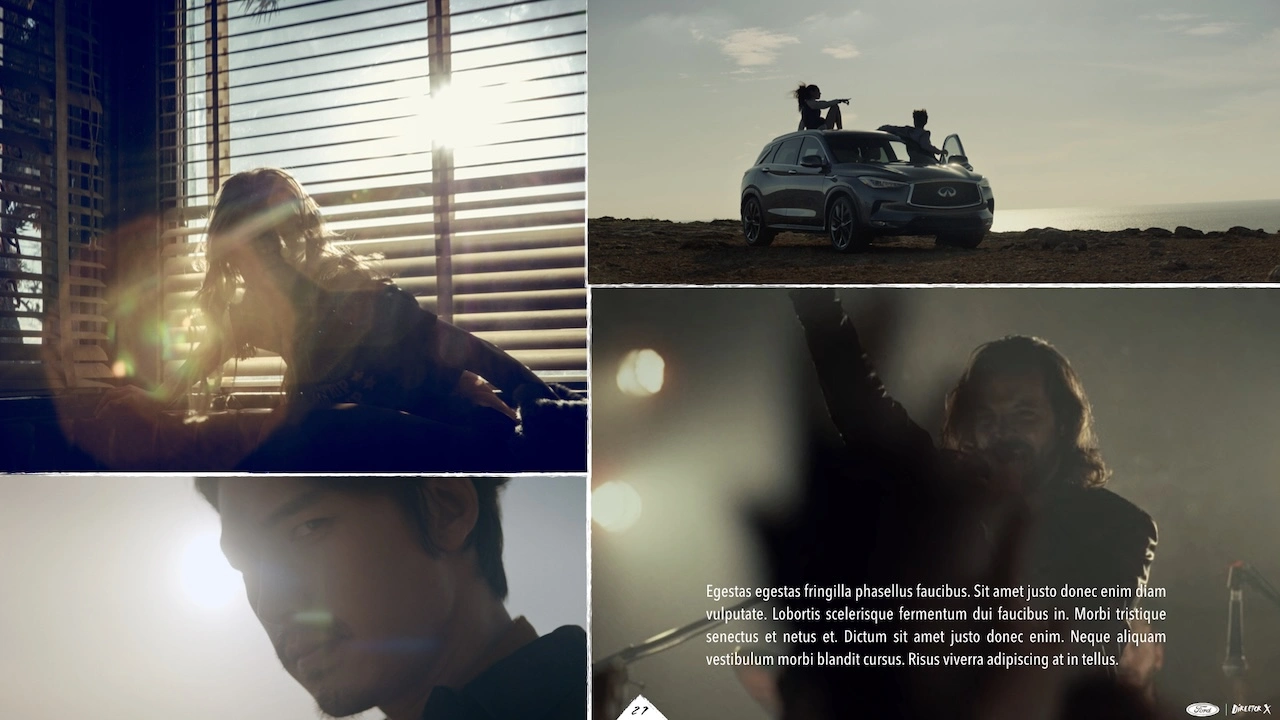 Egestas egestas fringilla phasellus faucibus. Sit amet justo donec enim diam
vulputate. Lobortis scelerisque fermentum dui faucibus in. Morbi tristique
senectus et netus et. Dictum sit amet justo donec enim. Neque aliquam
vestibulum morbi blandit cursus. Risus viverra adipiscing at in tellus.
27
Ford | DIRECTOR X